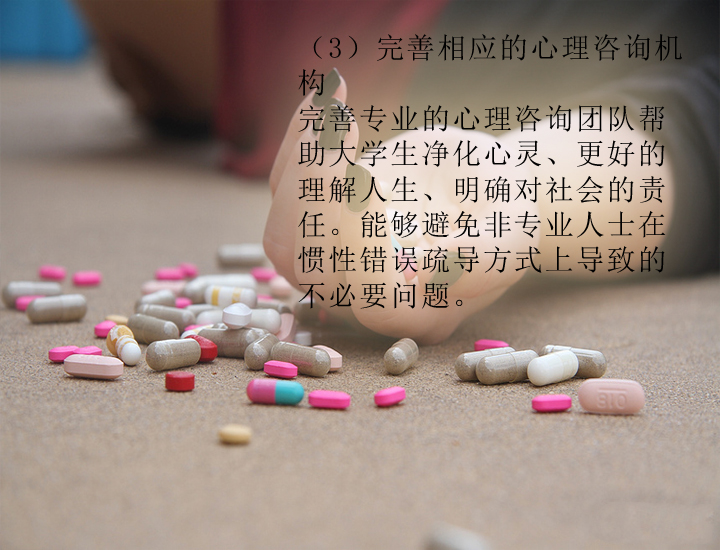 （3）完善相应的心理咨询机
构
完善专业的心理咨询团队帮
助大学生净化心灵、更好的
理解人生、明确对社会的责
任。能够避免非专业人士在
惯性错误疏导方式上导致的
不必要问题。